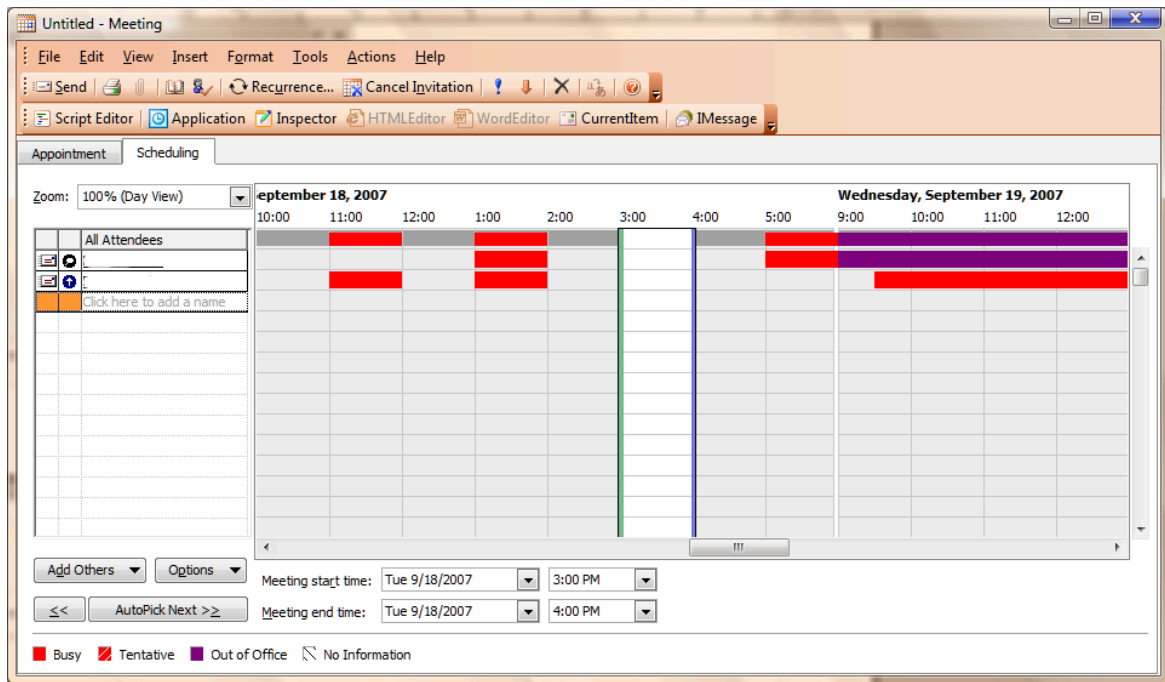 Untitled - Meeting
File Edit View Insert Format Tools Actions Help
Send Recurrence... Cancel Invitation
Script Editor Application Inspector HTMLEditor WordEditor CurrentItem IMessage
Appointment Scheduling
Zoom: 100% (Day View)
eptember 18, 2007 Wednesday, September 19, 2007
10:00 11:00 12:00 1:00 2:00 3:00 4:00 5:00 9:00 10:00 11:00 12:00
All Attendees
Click here to add a name
Add Others Options
Meeting start time: Tue 9/18/2007 3:00 PM
<< AutoPick Next >> Meeting end time: Tue 9/18/2007 4:00 PM
Busy Tentative Out of Office No Information